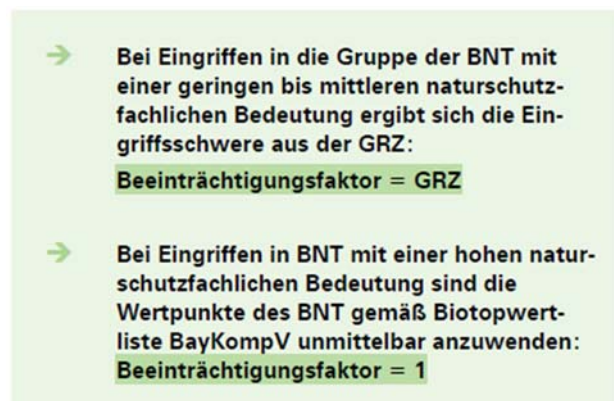 → Bei Eingriffen in die Gruppe der BNT mit
einer geringen bis mittleren naturschutz-
fachlichen Bedeutung ergibt sich die Ein-
griffsschwere aus der GRZ:
Beeinträchtigungsfaktor = GRZ
→ Bei Eingriffen in BNT mit einer hohen natur-
schutzfachlichen Bedeutung sind die
Wertpunkte des BNT gemäß Biotopwert-
liste BayKompV unmittelbar anzuwenden:
Beeinträchtigungsfaktor = 1